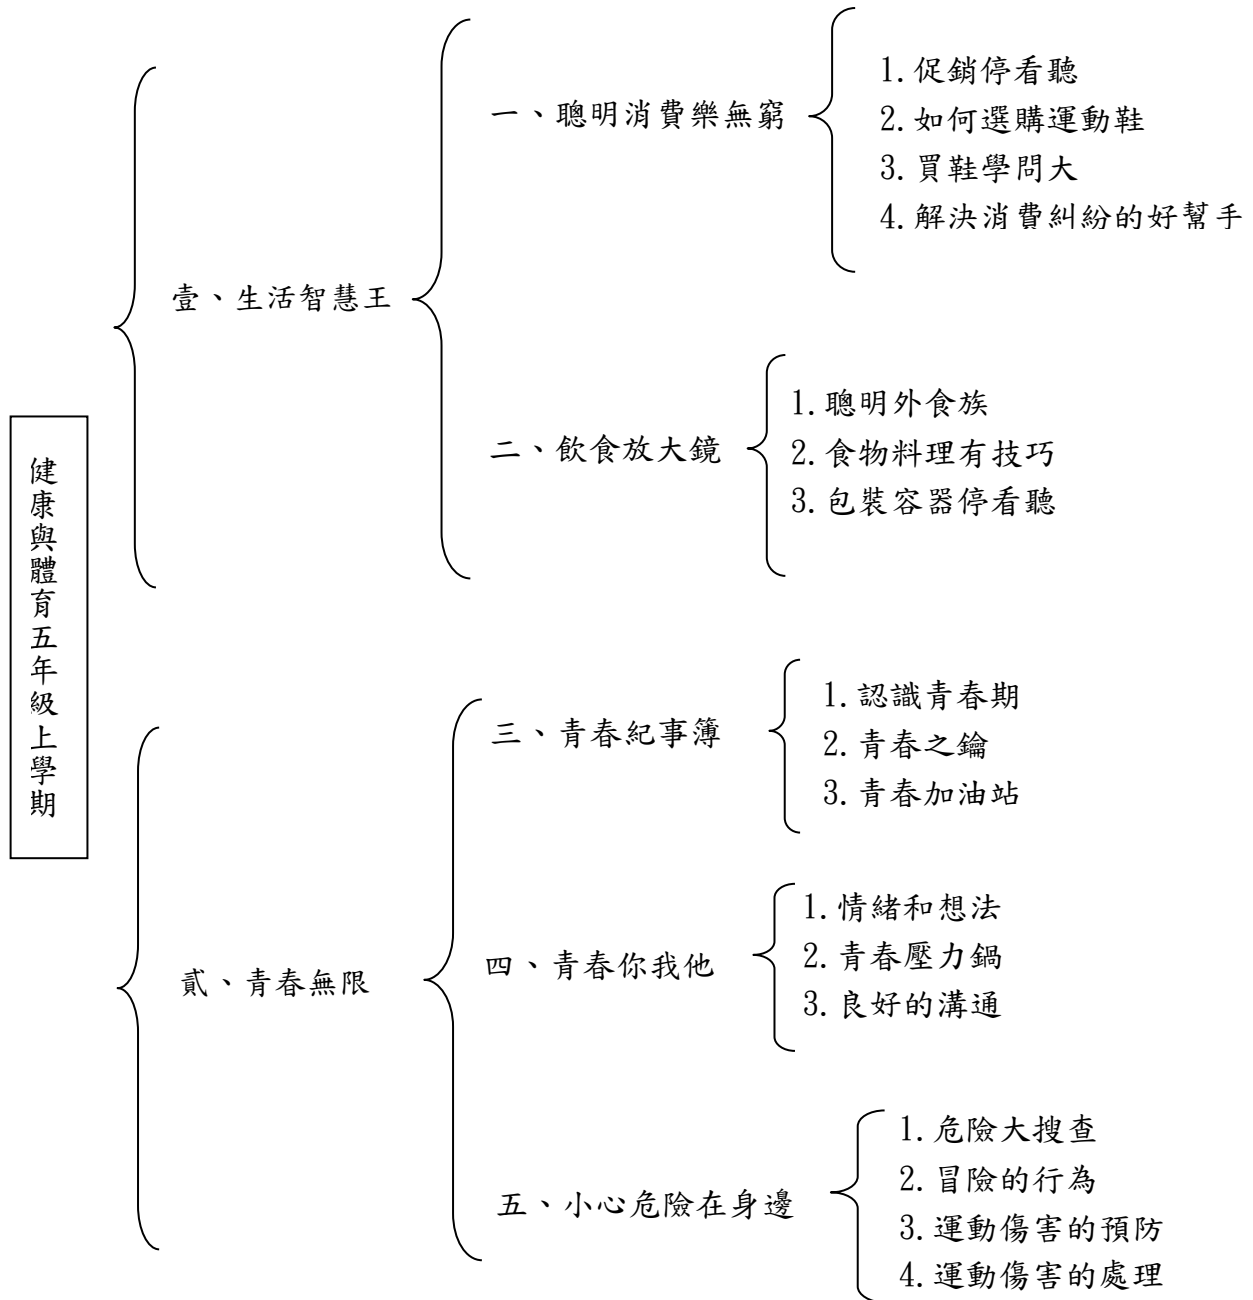 健康與體育五年級上學期
壹、生活智慧王
一、聰明消費樂無窮
1.促銷停看聽
2.如何選購運動鞋
3.買鞋學問大
4.解決消費糾紛的好幫手
二、飲食放大鏡
1.聰明外食族
2.食物料理有技巧
3.包裝容器停看聽
貳、青春無限
三、青春紀事簿
1.認識青春期
2.青春之鑰
3.青春加油站
四、青春你我他
1.情緒和想法
2.青春壓力鍋
3.良好的溝通
五、小心危險在身邊
1.危險大搜查
2.冒險的行為
3.運動傷害的預防
4.運動傷害的處理